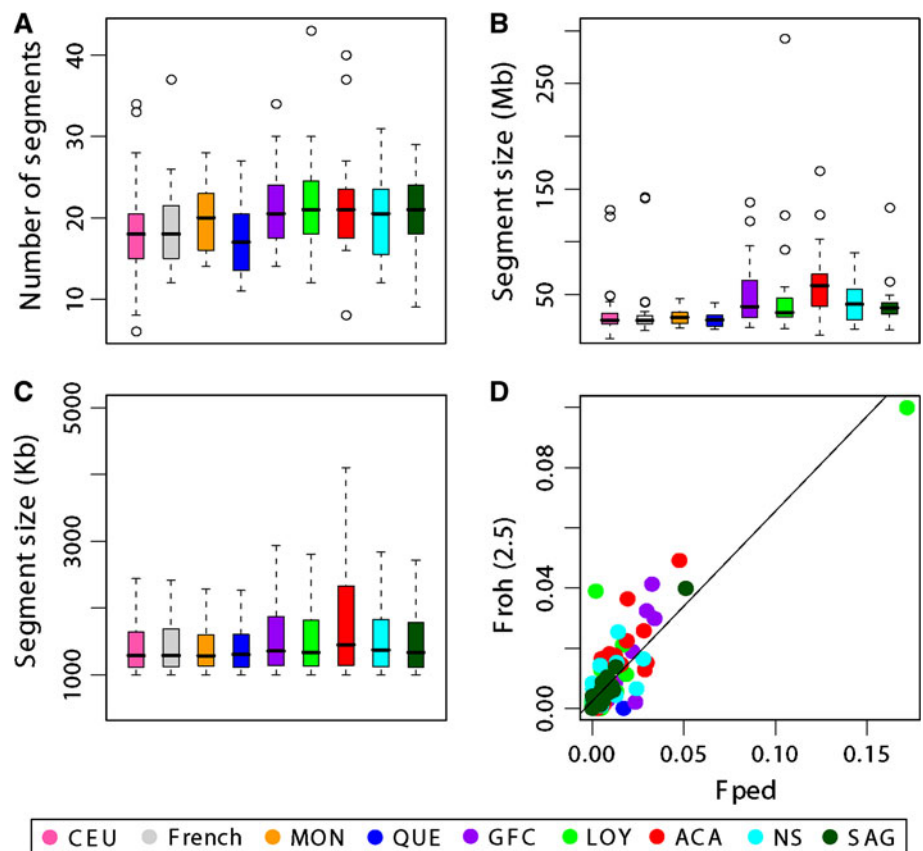 A
Number of segments
40
30
20
10
B
Segment size (Mb)
250
150
50
C
Segment size (Kb)
5000
3000
1000
D
Froh (2.5)
0.08
0.04
0.00
0.00 0.05 0.10 0.15
Fped
CEU French MON QUE GFC LOY ACA NS SAG